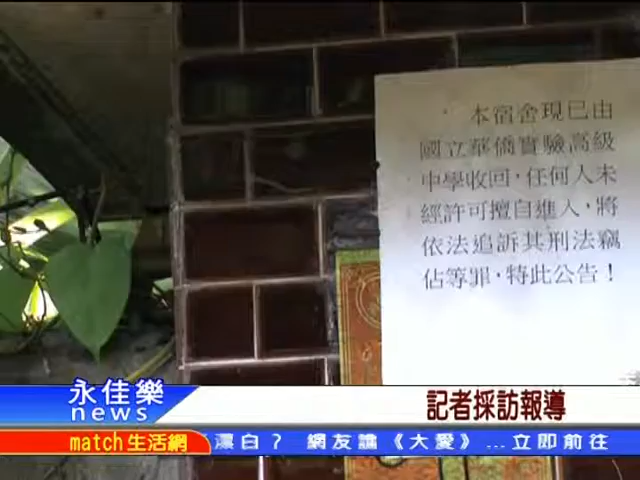 本宿舍現已由
國立華僑實驗高級
中學收回，任何人未
經許可擅自進入，將
依法追訴其刑法竊
佔等罪，特此公告！
永佳樂
news
記者採訪報導
match生活網
漂白？ 網友論《大愛》…立即前往